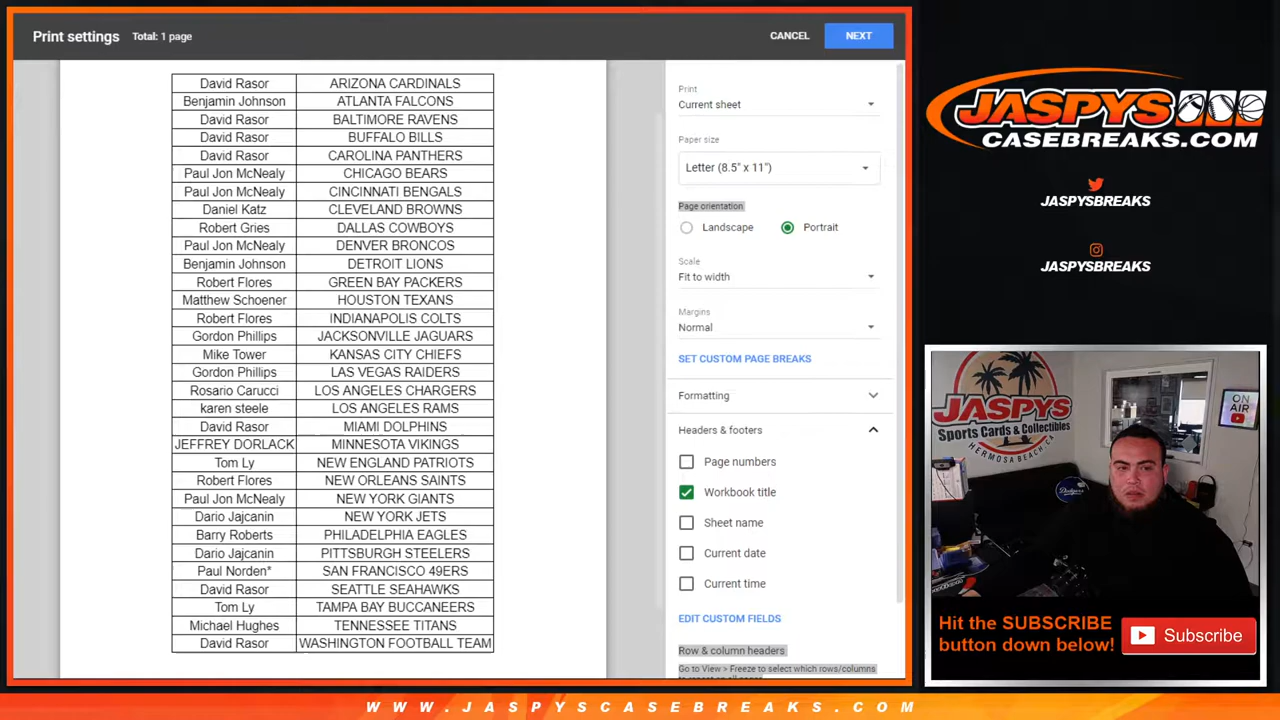 Print settings Total: 1 page CANCEL NEXT
David Rasor ARIZONA CARDINALS
Benjamin Johnson ATLANTA FALCONS
David Rasor BALTIMORE RAVENS
David Rasor BUFFALO BILLS
David Rasor CAROLINA PANTHERS
Paul Jon McNealy CHICAGO BEARS
Paul Jon McNealy CINCINNATI BENGALS
Daniel Katz CLEVELAND BROWNS
Robert Gries DALLAS COWBOYS
Paul Jon McNealy DENVER BRONCOS
Benjamin Johnson DETROIT LIONS
Robert Flores GREEN BAY PACKERS
Matthew Schoener HOUSTON TEXANS
Robert Flores INDIANAPOLIS COLTS
Gordon Phillips JACKSONVILLE JAGUARS
Mike Tower KANSAS CITY CHIEFS
Gordon Phillips LAS VEGAS RAIDERS
Rosario Carucci LOS ANGELES CHARGERS
karen steele LOS ANGELES RAMS
David Rasor MIAMI DOLPHINS
JEFFREY DORLACK MINNESOTA VIKINGS
Tom Ly NEW ENGLAND PATRIOTS
Robert Flores NEW ORLEANS SAINTS
Paul Jon McNealy NEW YORK GIANTS
Dario Jajcanin NEW YORK JETS
Barry Roberts PHILADELPHIA EAGLES
Dario Jajcanin PITTSBURGH STEELERS
Paul Norden* SAN FRANCISCO 49ERS
David Rasor SEATTLE SEAHAWKS
Tom Ly TAMPA BAY BUCCANEERS
Michael Hughes TENNESSEE TITANS
David Rasor WASHINGTON FOOTBALL TEAM
Print
Current sheet
Paper size
Letter (8.5" x 11")
Page orientation
Landscape Portrait
Scale
Fit to width
Margins
Normal
SET CUSTOM PAGE BREAKS
Formatting
Headers & footers
Page numbers
Workbook title
Sheet name
Current date
Current time
EDIT CUSTOM FIELDS
Row & column headers
Go to View > Freeze to select which rows/columns
JASPYS
CASEBREAKS.COM
JASPYSBREAKS
JASPYSBREAKS
JASPYS
Sports Cards & Collectibles
HERMOSA BEACH, CA
ON
AIR
Dodgers
Hit the SUBSCRIBE
button down below!
Subscribe
WWW.JASPYSCASEBREAKS.COM